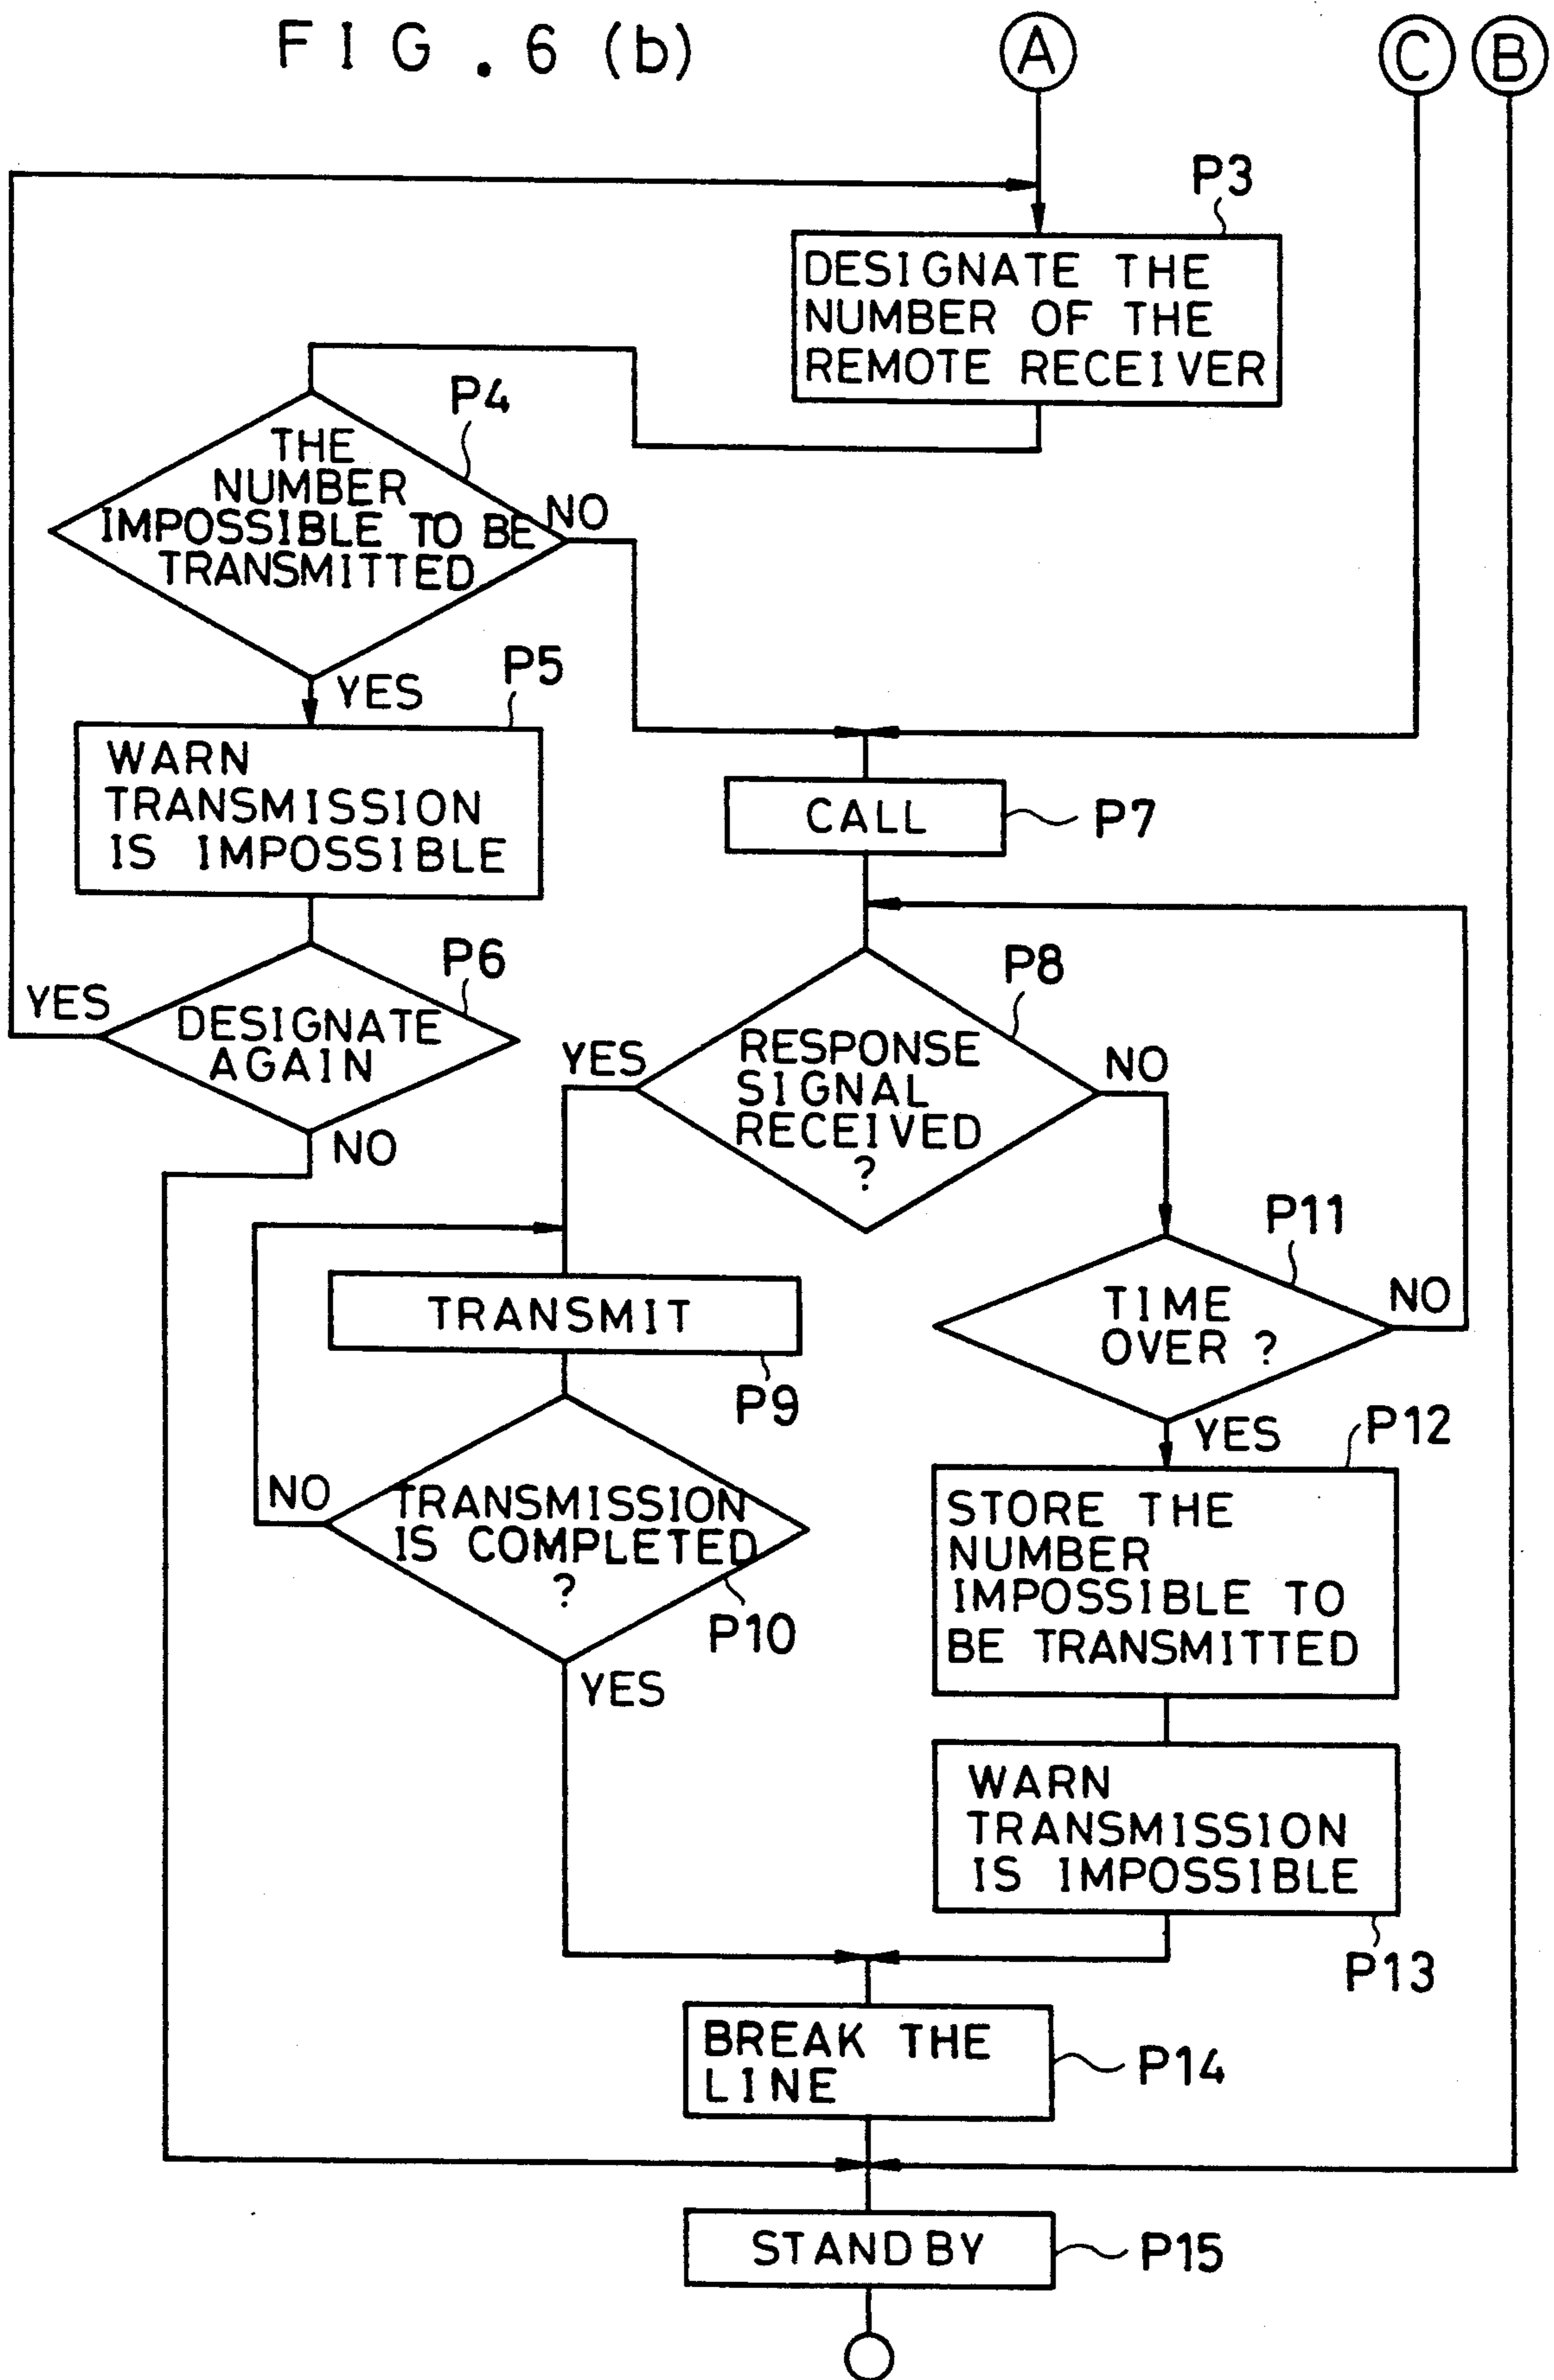 FIG. 6 (b)
A
C
B
P3
DESIGNATE THE
NUMBER OF THE
REMOTE RECEIVER
P4
THE
NUMBER
IMPOSSIBLE TO BE
TRANSMITTED
NO
YES
P5
WARN
TRANSMISSION
IS IMPOSSIBLE
CALL
P7
P6
YES
DESIGNATE
AGAIN
NO
P8
YES
RESPONSE
SIGNAL
RECEIVED
?
NO
P11
TIME
OVER ?
NO
YES
TRANSMIT
P9
NO
TRANSMISSION
IS COMPLETED
?
P10
YES
P12
STORE THE
NUMBER
IMPOSSIBLE TO
BE TRANSMITTED
WARN
TRANSMISSION
IS IMPOSSIBLE
P13
BREAK THE
LINE
P14
STANDBY
P15